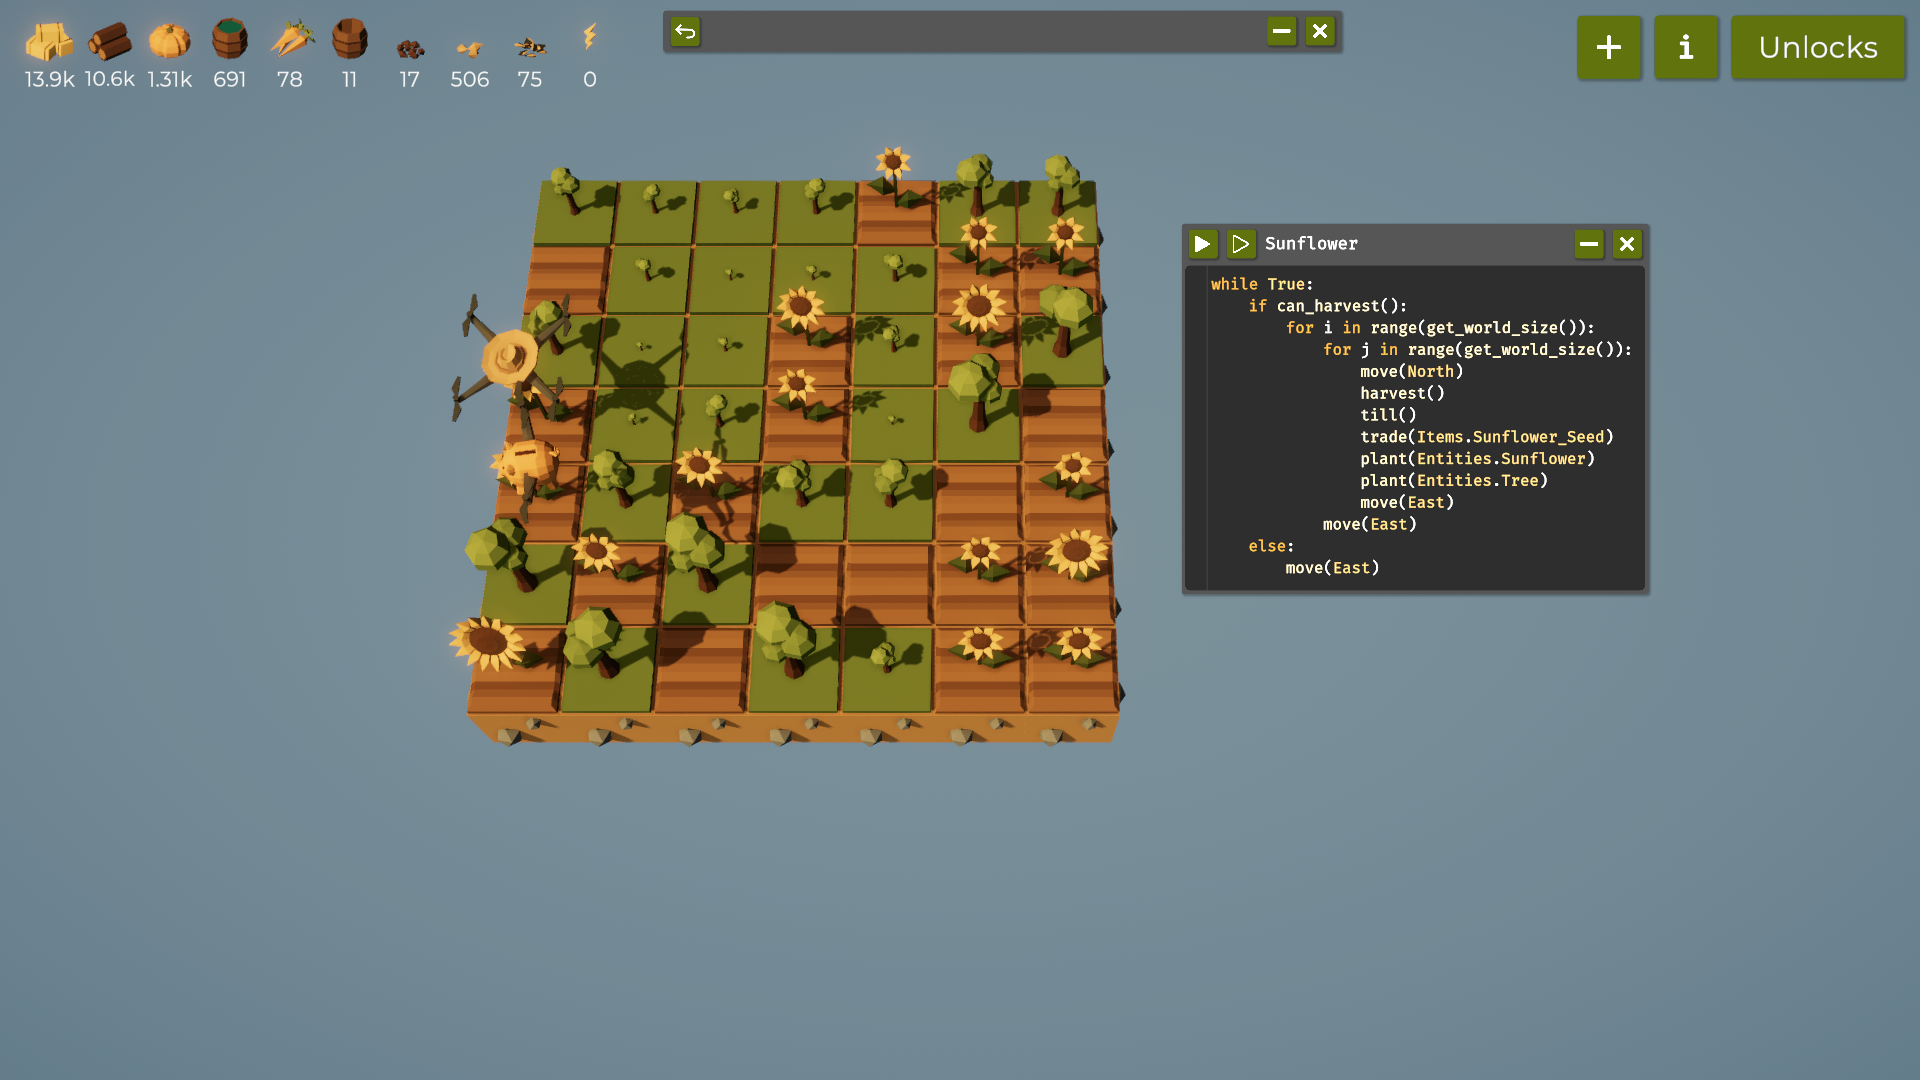 13.9k 10.6k 1.31k 691 78 11 17 506 75 0
i Unlocks
Sunflower
while True:
    if can_harvest():
        for i in range(get_world_size()):
            for j in range(get_world_size()):
                move(North)
                harvest()
                till()
                trade(Items.Sunflower_Seed)
                plant(Entities.Sunflower)
                plant(Entities.Tree)
                move(East)
            move(East)
    else:
        move(East)